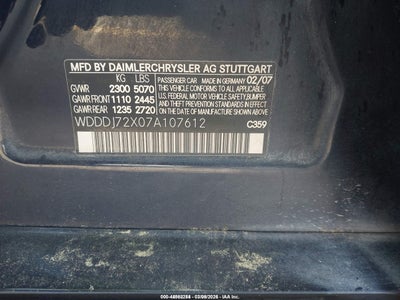 MFD BY DAIMLERCHRYSLER AG STUTTGART
KG LBS PASSENGER CAR MADE IN GERMANY 02/07
GVWR 2300 5070 THIS VEHICLE CONFORMS TO ALL APPLICABLE
GAWR FRONT 1110 2445 U.S. FEDERAL MOTOR VEHICLE SAFETY, BUMPER
GAWR REAR 1235 2720 AND THEFT PREVENTION STANDARDS IN EFFECT ON THE DATE OF MANUFACTURE SHOWN ABOVE.
WDDDJ72X07A107612 C359